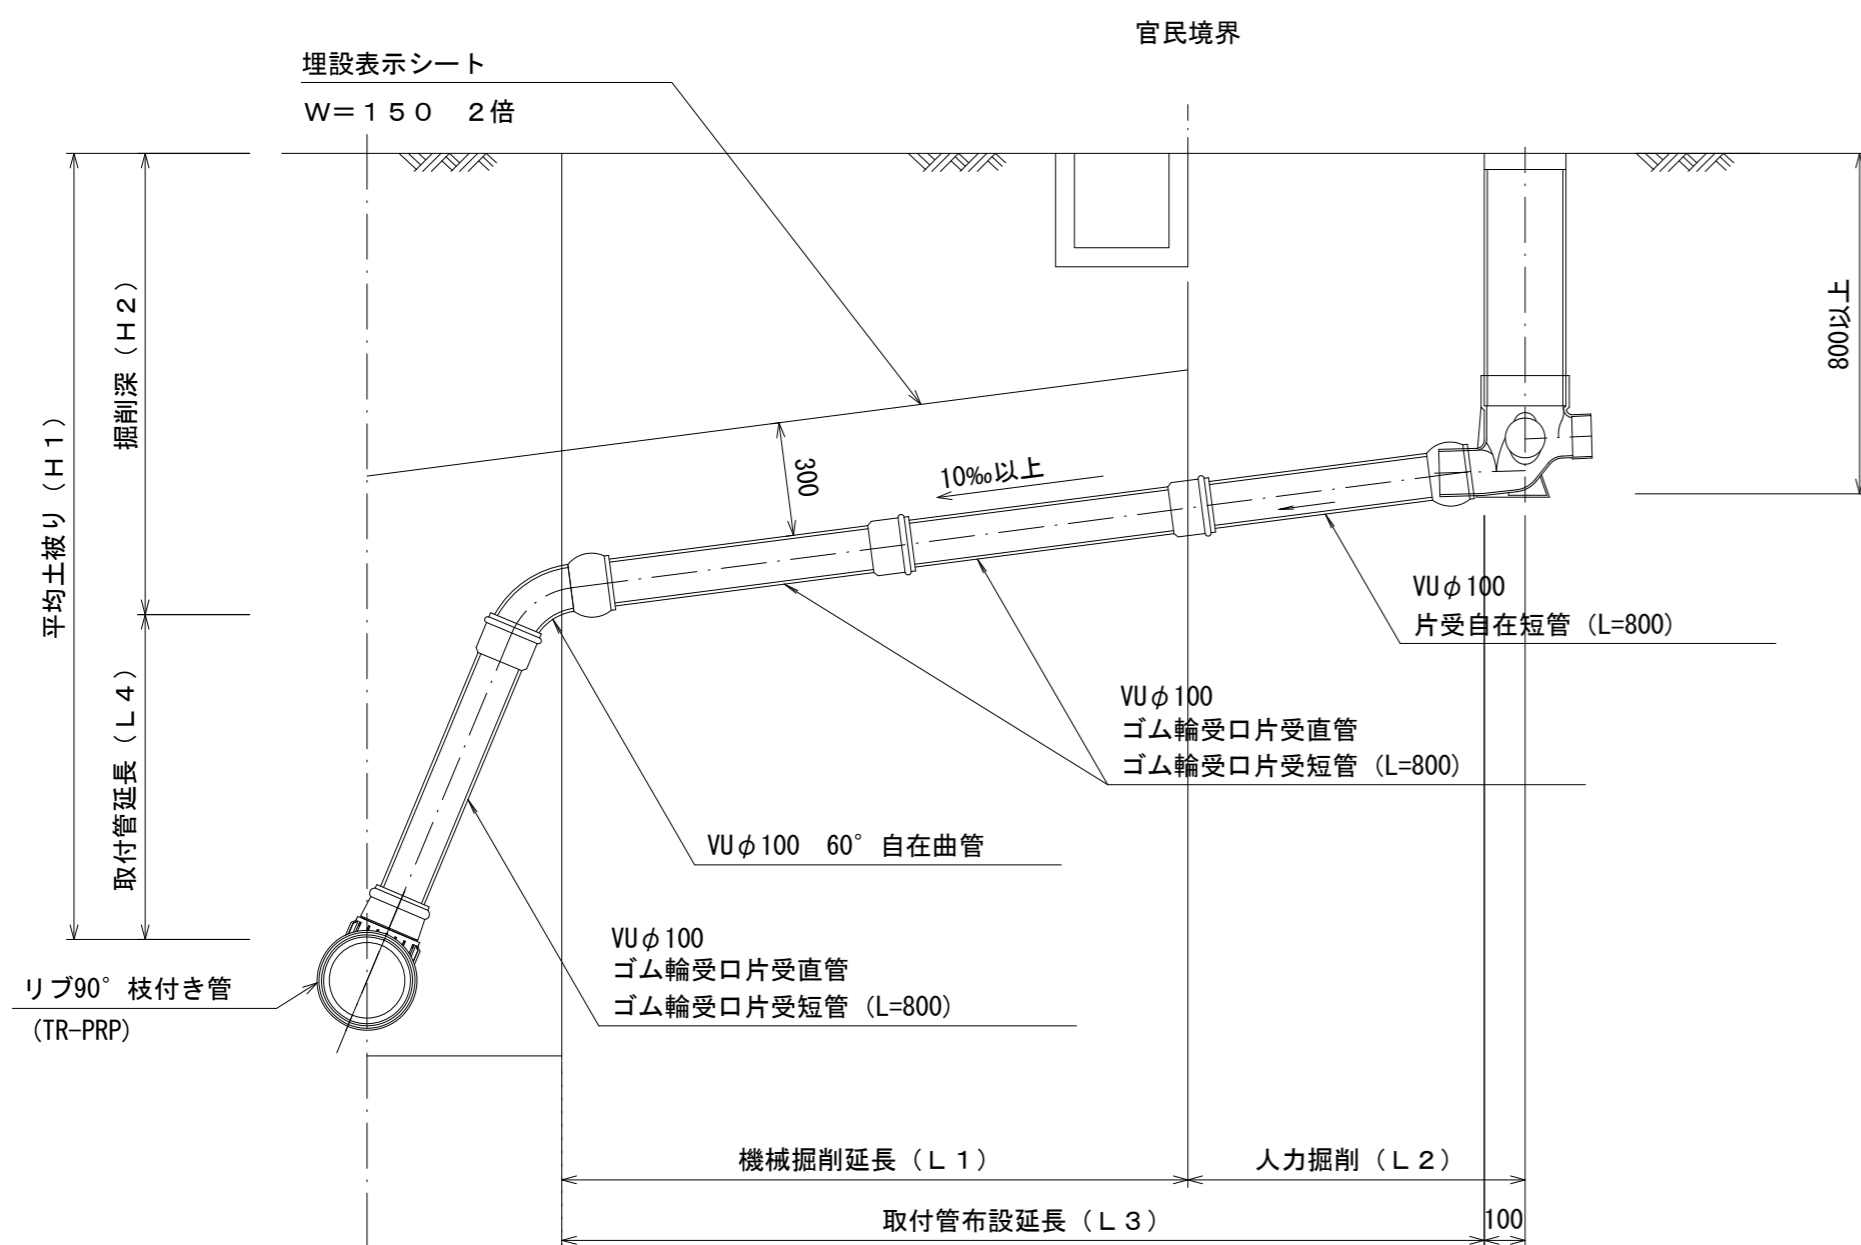 官民境界
埋設表示シート
W=150 2倍
平均土被り(H1)
掘削深(H2)
取付管延長(L4)
800以上
300
10‰以上
VUφ100
片受自在短管(L=800)
VUφ100
ゴム輪受口片受直管
ゴム輪受口片受短管(L=800)
VUφ100 60°自在曲管
VUφ100
ゴム輪受口片受直管
ゴム輪受口片受短管(L=800)
リブ90°枝付き管
(TR-PRP)
機械掘削延長(L1)
人力掘削(L2)
取付管布設延長(L3)
100